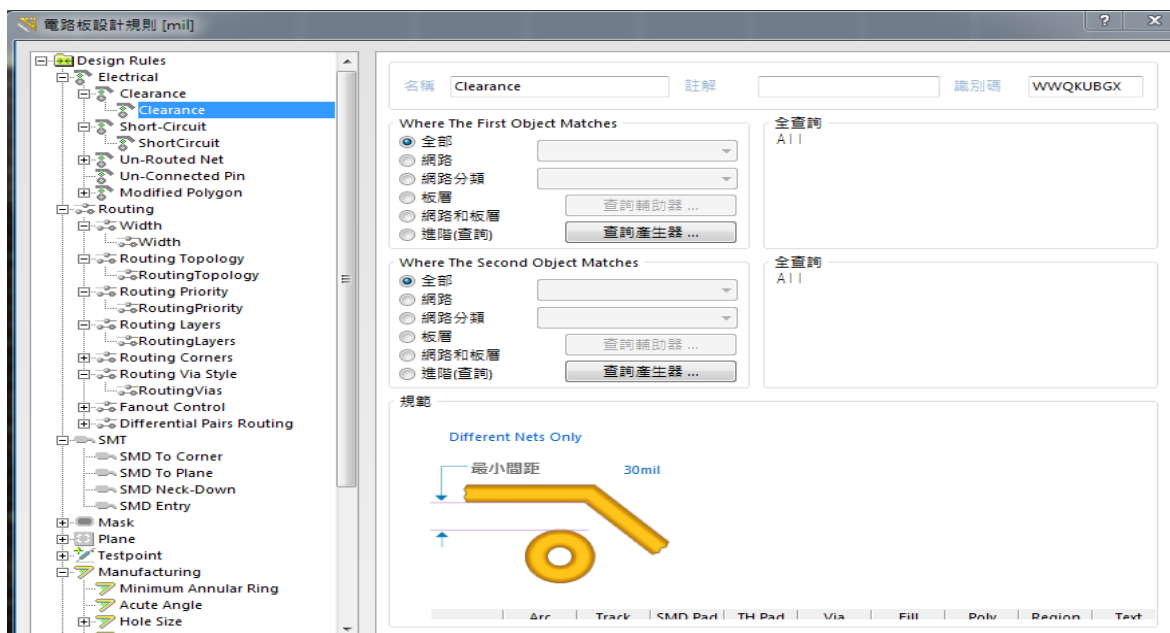 電路板設計規則 [mil]
Design Rules
Electrical
Clearance
Clearance
Short-Circuit
ShortCircuit
Un-Routed Net
Un-Connected Pin
Modified Polygon
Routing
Width
Width
Routing Topology
RoutingTopology
Routing Priority
RoutingPriority
Routing Layers
RoutingLayers
Routing Corners
Routing Via Style
RoutingVias
Fanout Control
Differential Pairs Routing
SMT
SMD To Corner
SMD To Plane
SMD Neck-Down
SMD Entry
Mask
Plane
Testpoint
Manufacturing
Minimum Annular Ring
Acute Angle
Hole Size
名稱 Clearance 註解 識別碼 WWQKUBGX
Where The First Object Matches
全部
網路
網路分類
板層
網路和板層
進階(查詢)
查詢輔助器 ...
查詢產生器 ...
全查詢
All
Where The Second Object Matches
全部
網路
網路分類
板層
網路和板層
進階(查詢)
查詢輔助器 ...
查詢產生器 ...
全查詢
All
規範
Different Nets Only
最小間距 30mil
Arc Track SMD Pad TH Pad Via Fill Poly Region Text